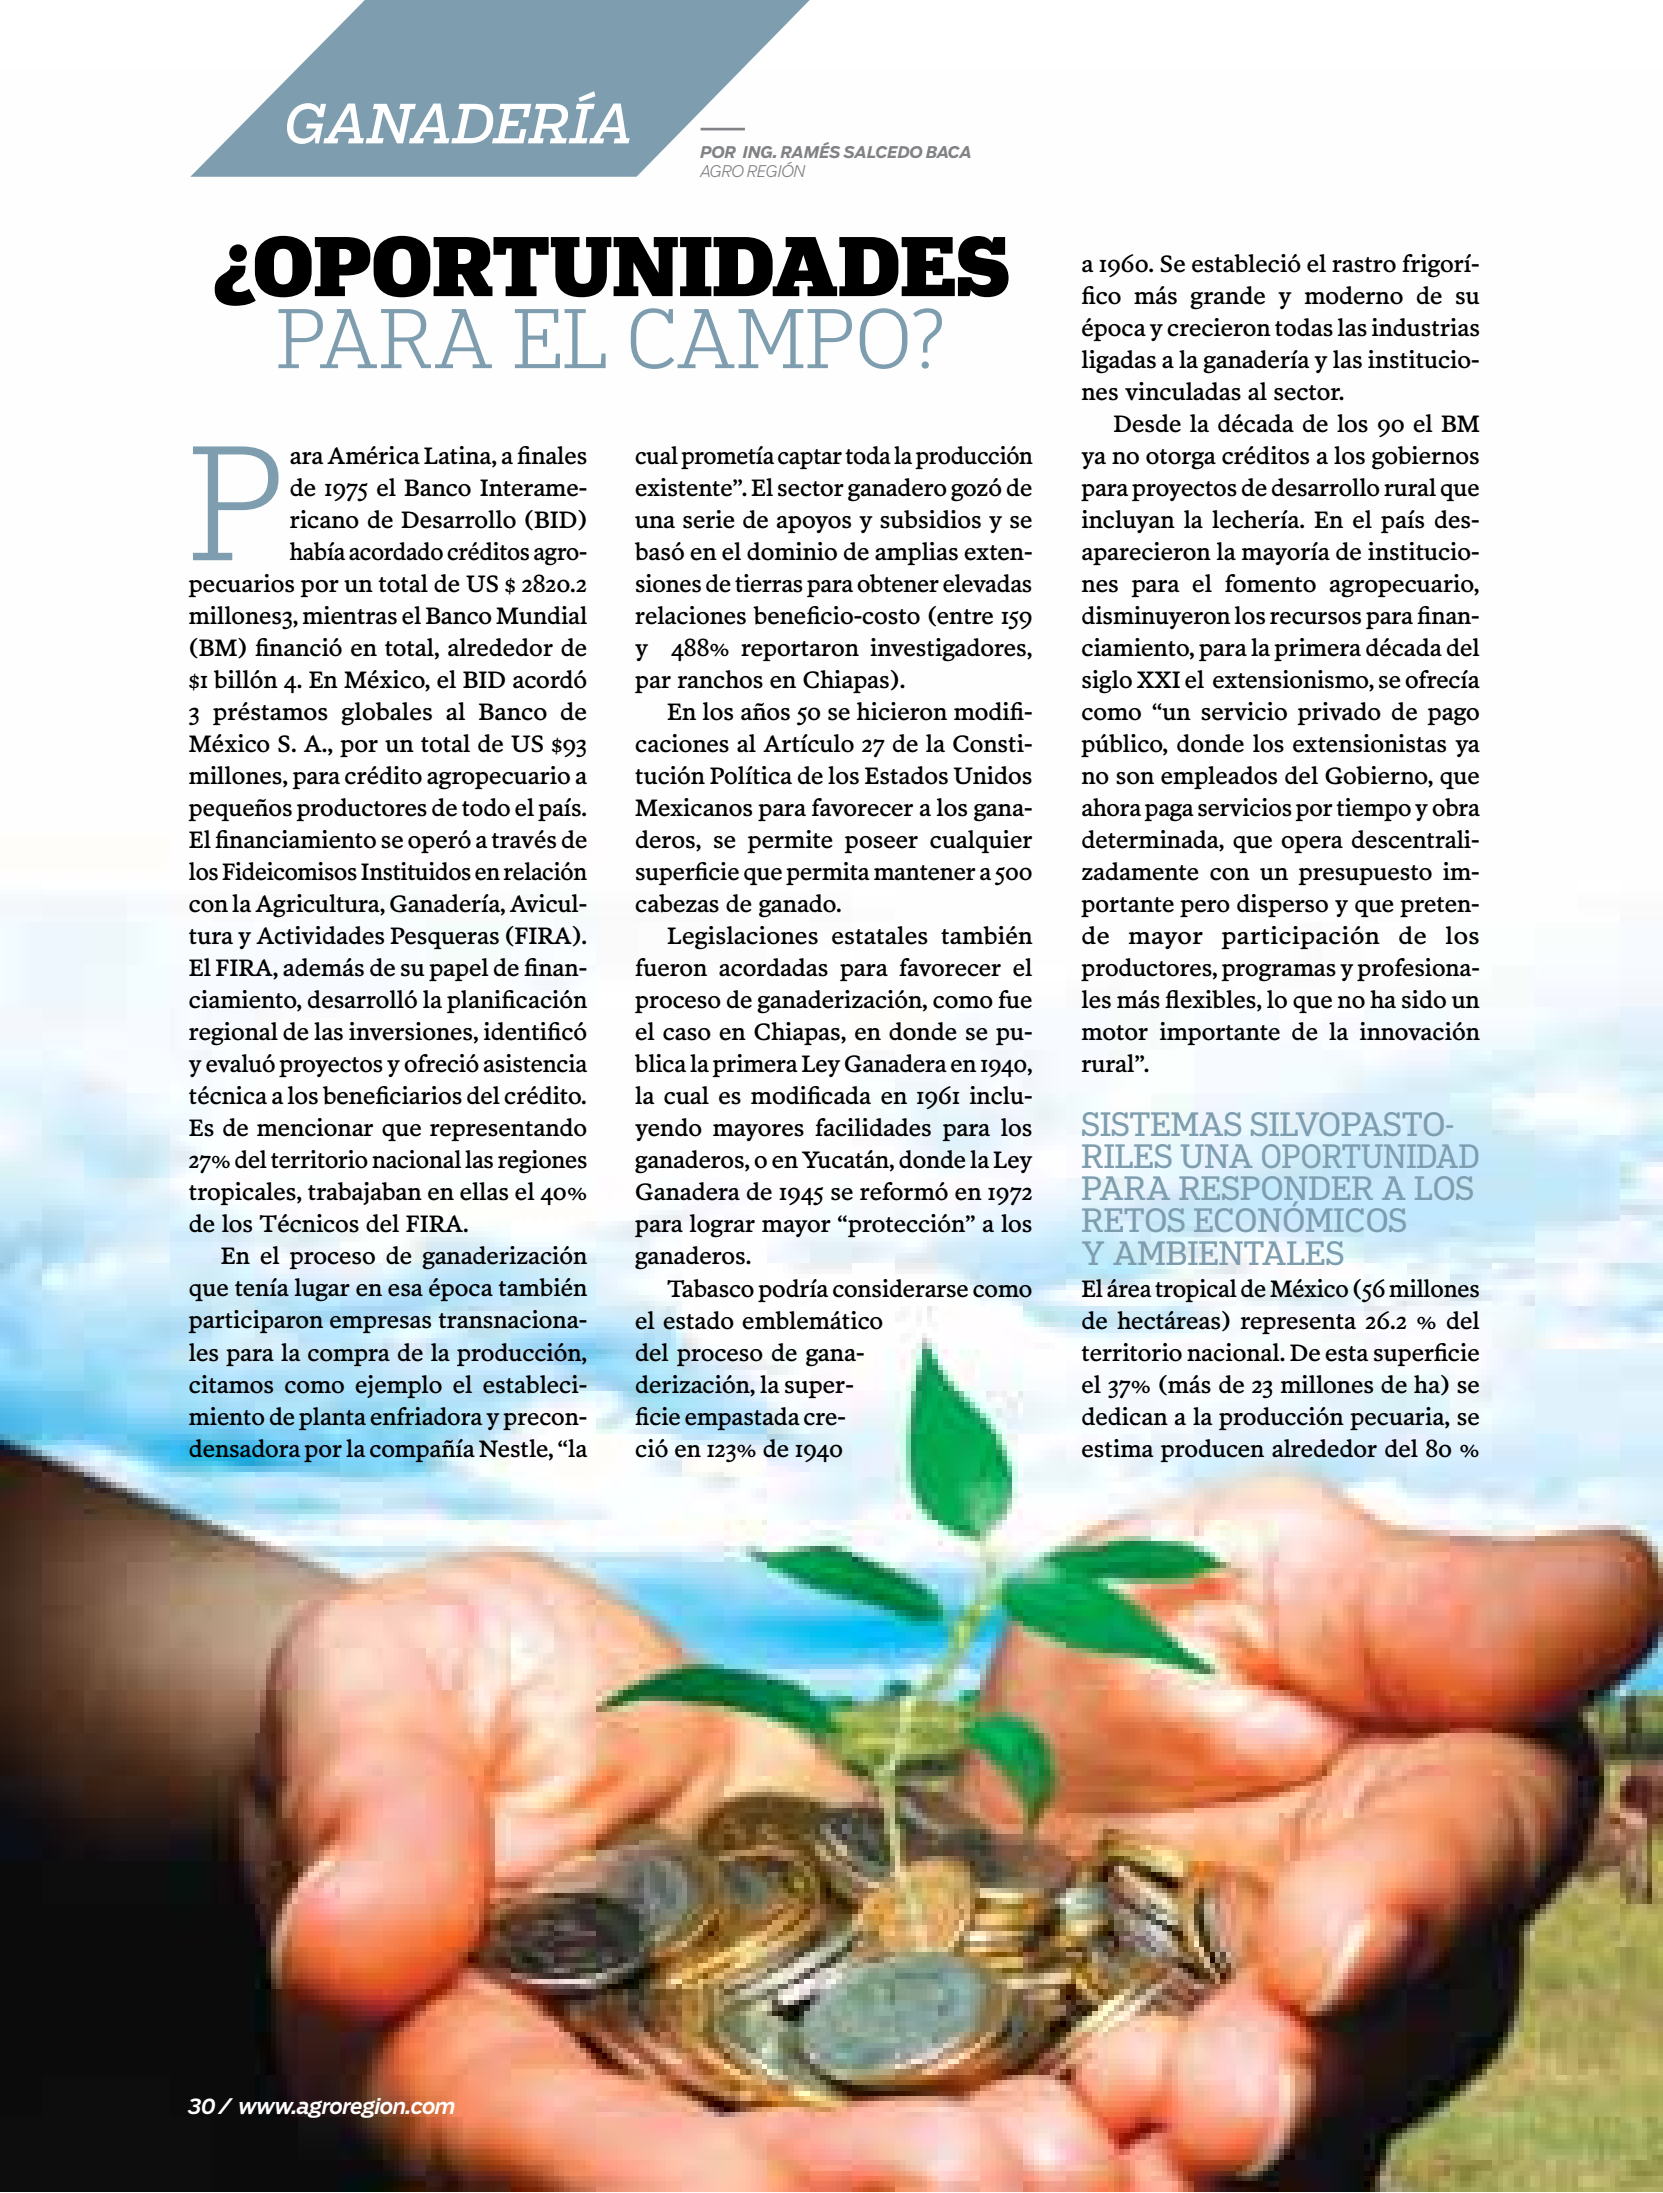 GANADERÍA
POR ING. RAMÉS SALCEDO BACA
AGRO REGIÓN
¿OPORTUNIDADES
PARA EL CAMPO?
Para América Latina, a finales
de 1975 el Banco Interame-
ricano de Desarrollo (BID)
había acordado créditos agro-
pecuarios por un total de US $ 2820.2
millones3, mientras el Banco Mundial
(BM) financió en total, alrededor de
$1 billón 4. En México, el BID acordó
3 préstamos globales al Banco de
México S. A., por un total de US $93
millones, para crédito agropecuario a
pequeños productores de todo el país.
El financiamiento se operó a través de
los Fideicomisos Instituidos en relación
con la Agricultura, Ganadería, Avicul-
tura y Actividades Pesqueras (FIRA).
El FIRA, además de su papel de finan-
ciamiento, desarrolló la planificación
regional de las inversiones, identificó
y evaluó proyectos y ofreció asistencia
técnica a los beneficiarios del crédito.
Es de mencionar que representando
27% del territorio nacional las regiones
tropicales, trabajaban en ellas el 40%
de los Técnicos del FIRA.
En el proceso de ganaderización
que tenía lugar en esa época también
participaron empresas transnaciona-
les para la compra de la producción,
citamos como ejemplo el estableci-
miento de planta enfriadora y precon-
densadora por la compañía Nestle, “la
cual prometía captar toda la producción
existente”. El sector ganadero gozó de
una serie de apoyos y subsidios y se
basó en el dominio de amplias exten-
siones de tierras para obtener elevadas
relaciones beneficio-costo (entre 159
y 488% reportaron investigadores,
par ranchos en Chiapas).
En los años 50 se hicieron modifi-
caciones al Artículo 27 de la Consti-
tución Política de los Estados Unidos
Mexicanos para favorecer a los gana-
deros, se permite poseer cualquier
superficie que permita mantener a 500
cabezas de ganado.
Legislaciones estatales también
fueron acordadas para favorecer el
proceso de ganaderización, como fue
el caso en Chiapas, en donde se pu-
blica la primera Ley Ganadera en 1940,
la cual es modificada en 1961 inclu-
yendo mayores facilidades para los
ganaderos, o en Yucatán, donde la Ley
Ganadera de 1945 se reformó en 1972
para lograr mayor “protección” a los
ganaderos.
Tabasco podría considerarse como
el estado emblemático
del proceso de gana-
derización, la super-
ficie empastada cre-
ció en 123% de 1940
a 1960. Se estableció el rastro frigorí-
fico más grande y moderno de su
época y crecieron todas las industrias
ligadas a la ganadería y las institucio-
nes vinculadas al sector.
Desde la década de los 90 el BM
ya no otorga créditos a los gobiernos
para proyectos de desarrollo rural que
incluyan la lechería. En el país des-
aparecieron la mayoría de institucio-
nes para el fomento agropecuario,
disminuyeron los recursos para finan-
ciamiento, para la primera década del
siglo XXI el extensionismo, se ofrecía
como “un servicio privado de pago
público, donde los extensionistas ya
no son empleados del Gobierno, que
ahora paga servicios por tiempo y obra
determinada, que opera descentrali-
zadamente con un presupuesto im-
portante pero disperso y que preten-
de mayor participación de los
productores, programas y profesiona-
les más flexibles, lo que no ha sido un
motor importante de la innovación
rural”.
SISTEMAS SILVOPASTO-
RILES UNA OPORTUNIDAD
PARA RESPONDER A LOS
RETOS ECONÓMICOS
Y AMBIENTALES
El área tropical de México (56 millones
de hectáreas) representa 26.2 % del
territorio nacional. De esta superficie
el 37% (más de 23 millones de ha) se
dedican a la producción pecuaria, se
estima producen alrededor del 80 %
30 / www.agroregion.com